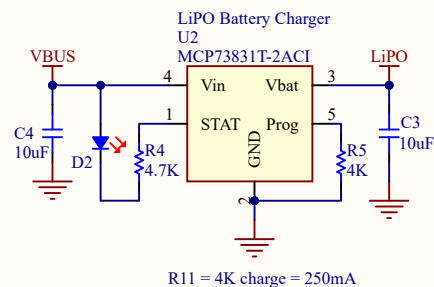 LiPO Battery Charger
U2
MCP73831T-2ACI
VBUS
LiPO
4
Vin
Vbat
3
1
STAT
Prog
5
GND
2
C4
10uF
D2
R4
4.7K
R5
4K
C3
10uF
R11 = 4K charge = 250mA